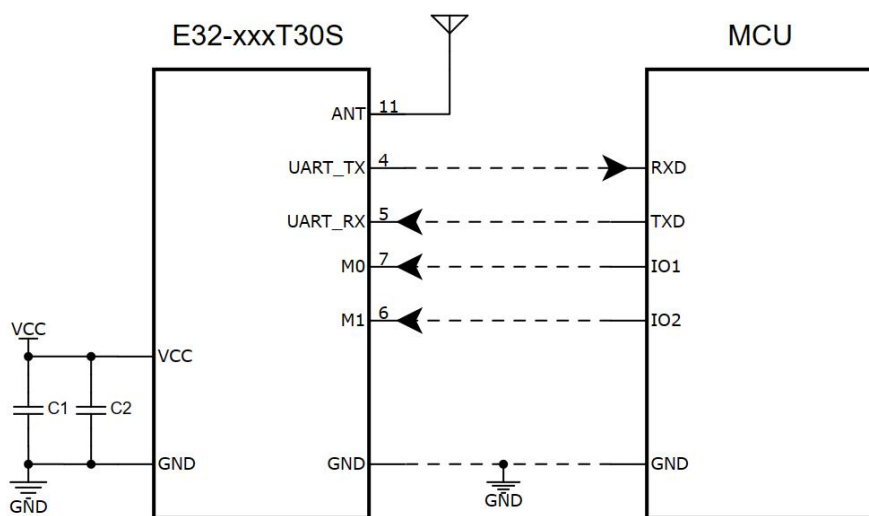 E32-xxxT30S
MCU
ANT 11
UART_TX 4
RXD
UART_RX 5
TXD
M0 7
IO1
M1 6
IO2
VCC
VCC
C1
C2
GND
GND
GND
GND
GND